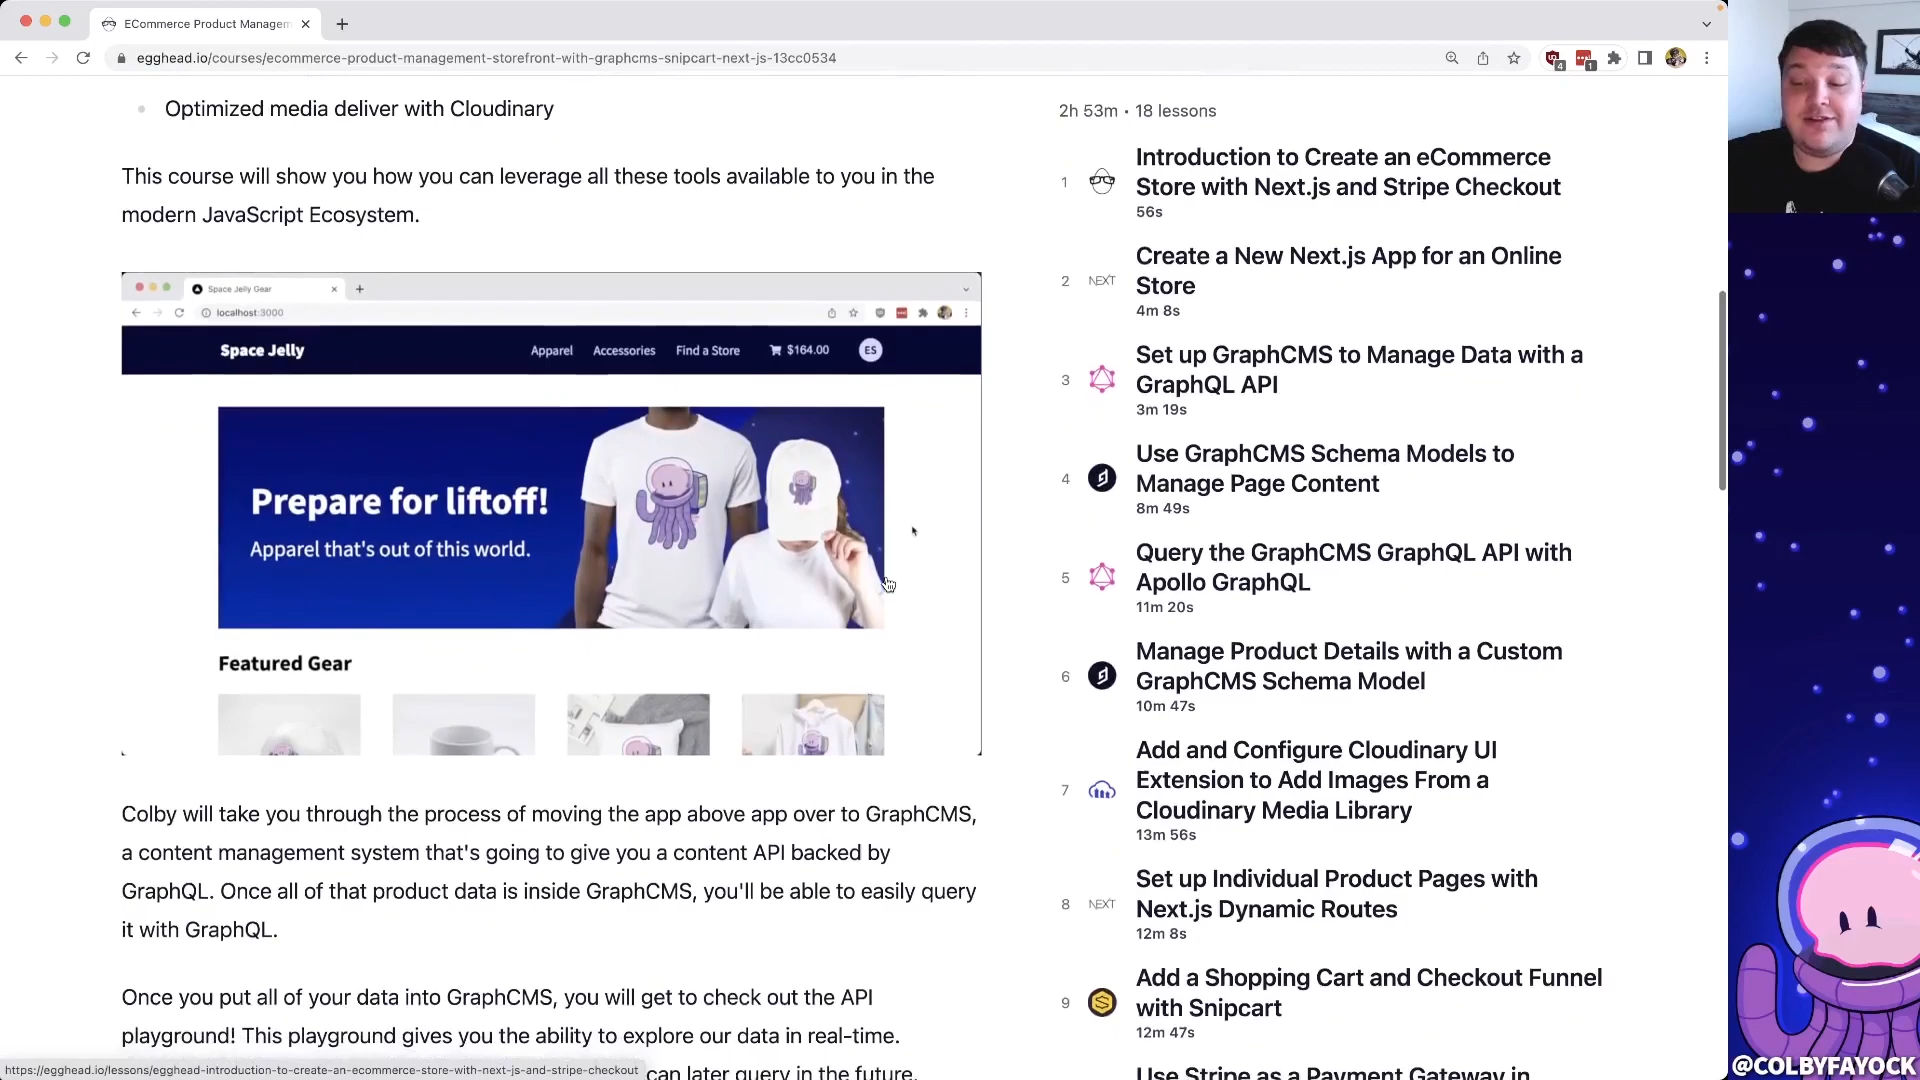 ECommerce Product Managem
egghead.io/courses/ecommerce-product-management-storefront-with-graphcms-snipcart-next-js-13cc0534
4
1
Optimized media deliver with Cloudinary
This course will show you how you can leverage all these tools available to you in the
modern JavaScript Ecosystem.
Space Jelly Gear
localhost:3000
Space Jelly
Apparel
Accessories
Find a Store
$164.00
ES
Prepare for liftoff!
Apparel that's out of this world.
Featured Gear
Colby will take you through the process of moving the app above app over to GraphCMS,
a content management system that's going to give you a content API backed by
GraphQL. Once all of that product data is inside GraphCMS, you'll be able to easily query
it with GraphQL.
Once you put all of your data into GraphCMS, you will get to check out the API
playground! This playground gives you the ability to explore our data in real-time.
can later query in the future.
https://egghead.io/lessons/egghead-introduction-to-create-an-ecommerce-store-with-next-js-and-stripe-checkout
2h 53m • 18 lessons
1
Introduction to Create an eCommerce
Store with Next.js and Stripe Checkout
56s
2
NEXT
Create a New Next.js App for an Online
Store
4m 8s
3
Set up GraphCMS to Manage Data with a
GraphQL API
3m 19s
4
Use GraphCMS Schema Models to
Manage Page Content
8m 49s
5
Query the GraphCMS GraphQL API with
Apollo GraphQL
11m 20s
6
Manage Product Details with a Custom
GraphCMS Schema Model
10m 47s
7
Add and Configure Cloudinary UI
Extension to Add Images From a
Cloudinary Media Library
13m 56s
8
NEXT
Set up Individual Product Pages with
Next.js Dynamic Routes
12m 8s
9
Add a Shopping Cart and Checkout Funnel
with Snipcart
12m 47s
Use Stripe as a Payment Gateway in
@COLBYFAYOCK